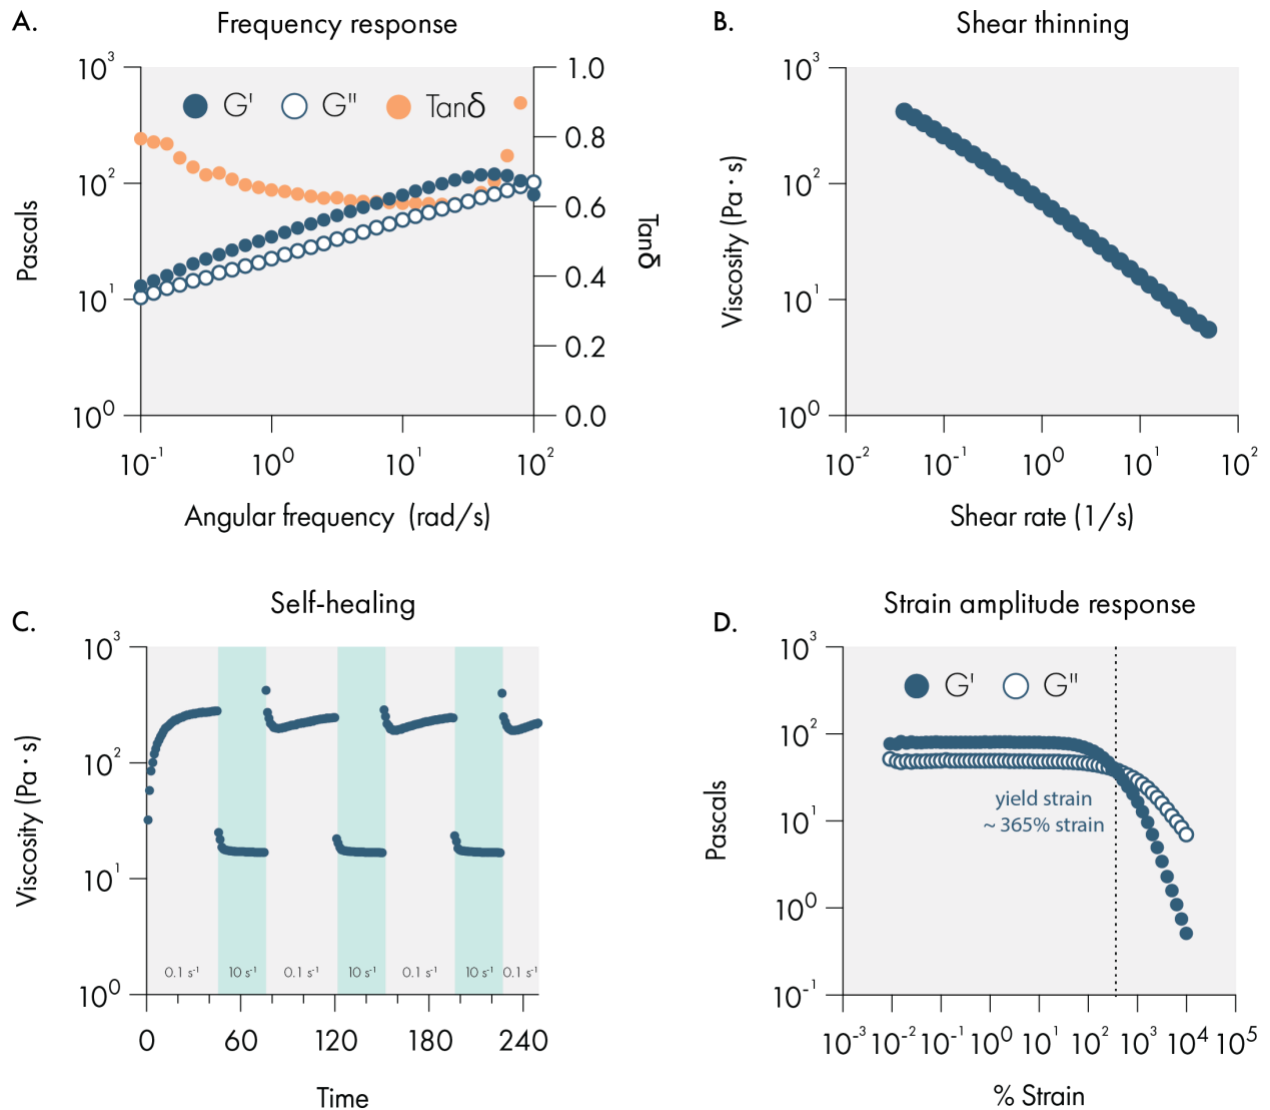 A.
Frequency response
G' G" Tanδ
10³
10²
10¹
10⁰
Pascals
1.0
0.8
0.6
0.4
0.2
0.0
Tanδ
10⁻¹ 10⁰ 10¹ 10²
Angular frequency (rad/s)
B.
Shear thinning
10³
10²
10¹
10⁰
Viscosity (Pa · s)
10⁻² 10⁻¹ 10⁰ 10¹ 10²
Shear rate (1/s)
C.
Self-healing
10³
10²
10¹
10⁰
Viscosity (Pa · s)
0.1 s⁻¹ 10 s⁻¹ 0.1 s⁻¹ 10 s⁻¹ 0.1 s⁻¹ 10 s⁻¹ 0.1 s⁻¹
0 60 120 180 240
Time
D.
Strain amplitude response
G' G"
10³
10²
10¹
10⁰
10⁻¹
Pascals
yield strain
~ 365% strain
10⁻³ 10⁻² 10⁻¹ 10⁰ 10¹ 10² 10³ 10⁴ 10⁵
% Strain